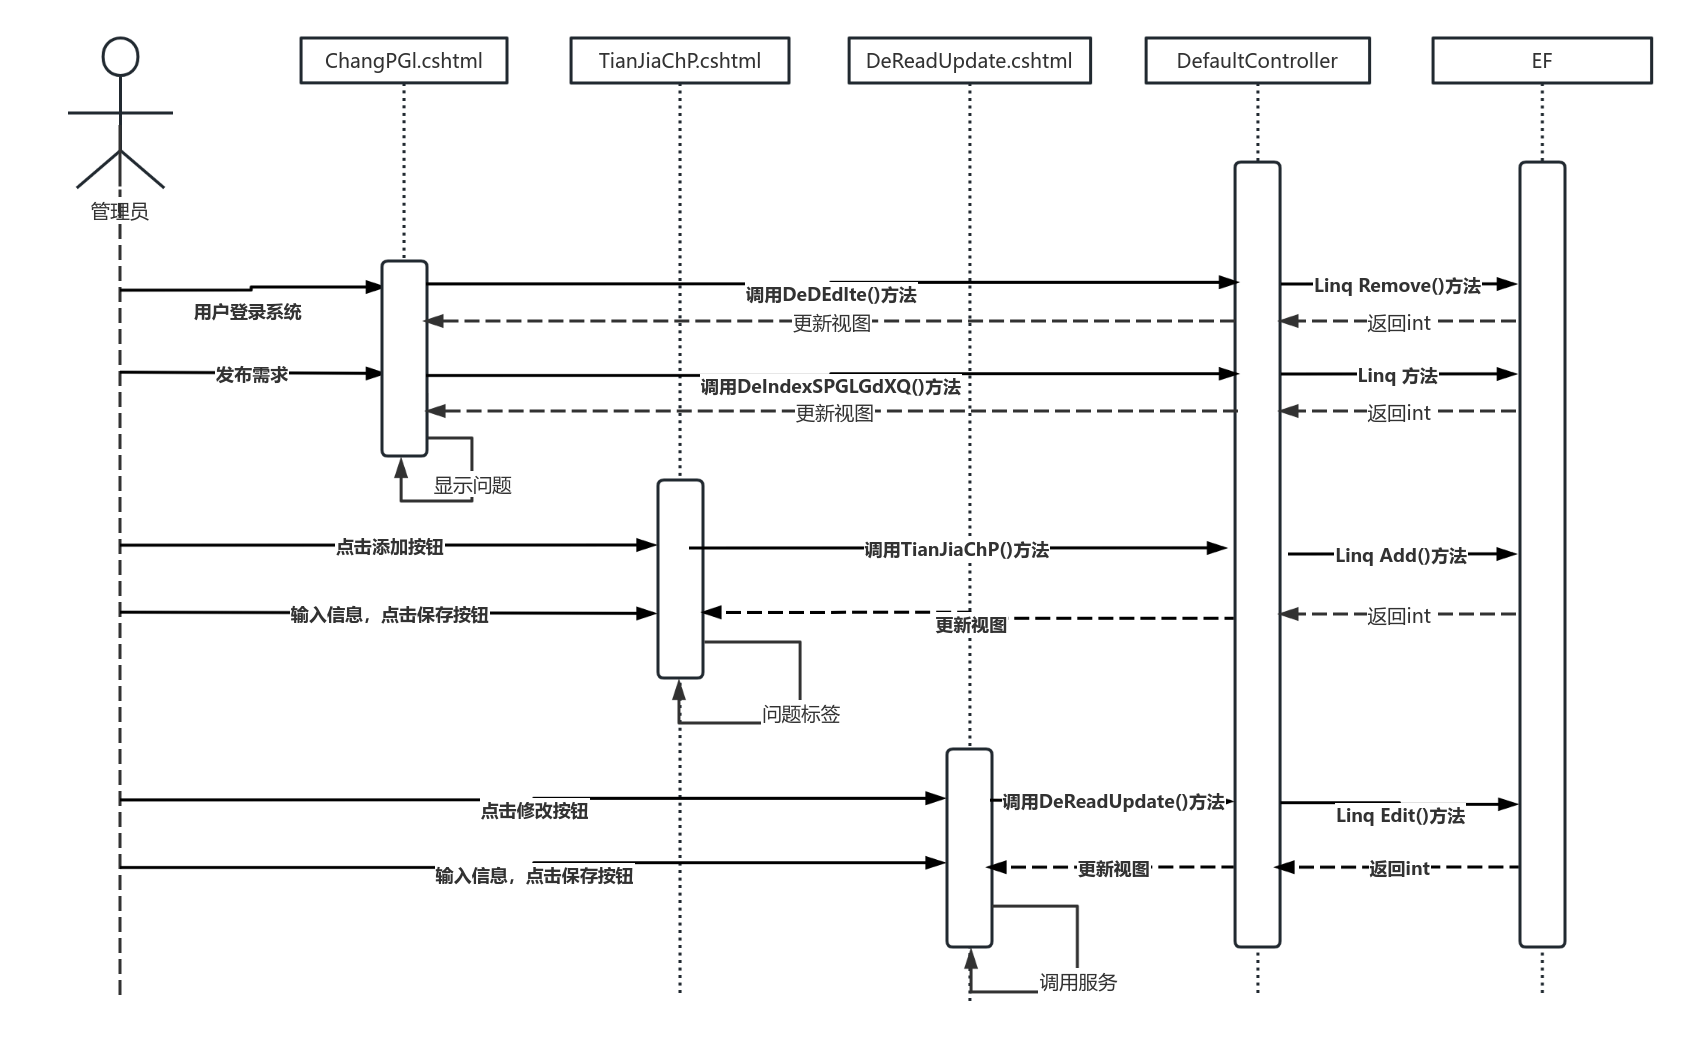 ChangPGl.cshtml
TianJiaChP.cshtml
DeReadUpdate.cshtml
DefaultController
EF
管理员
用户登录系统
调用DeDEdIte()方法
Linq Remove()方法
更新视图
返回int
发布需求
调用DeIndexSPGLGdXQ()方法
Linq 方法
更新视图
返回int
显示问题
点击添加按钮
调用TianJiaChP()方法
Linq Add()方法
输入信息，点击保存按钮
更新视图
返回int
问题标签
点击修改按钮
调用DeReadUpdate()方法
Linq Edit()方法
输入信息，点击保存按钮
更新视图
返回int
调用服务